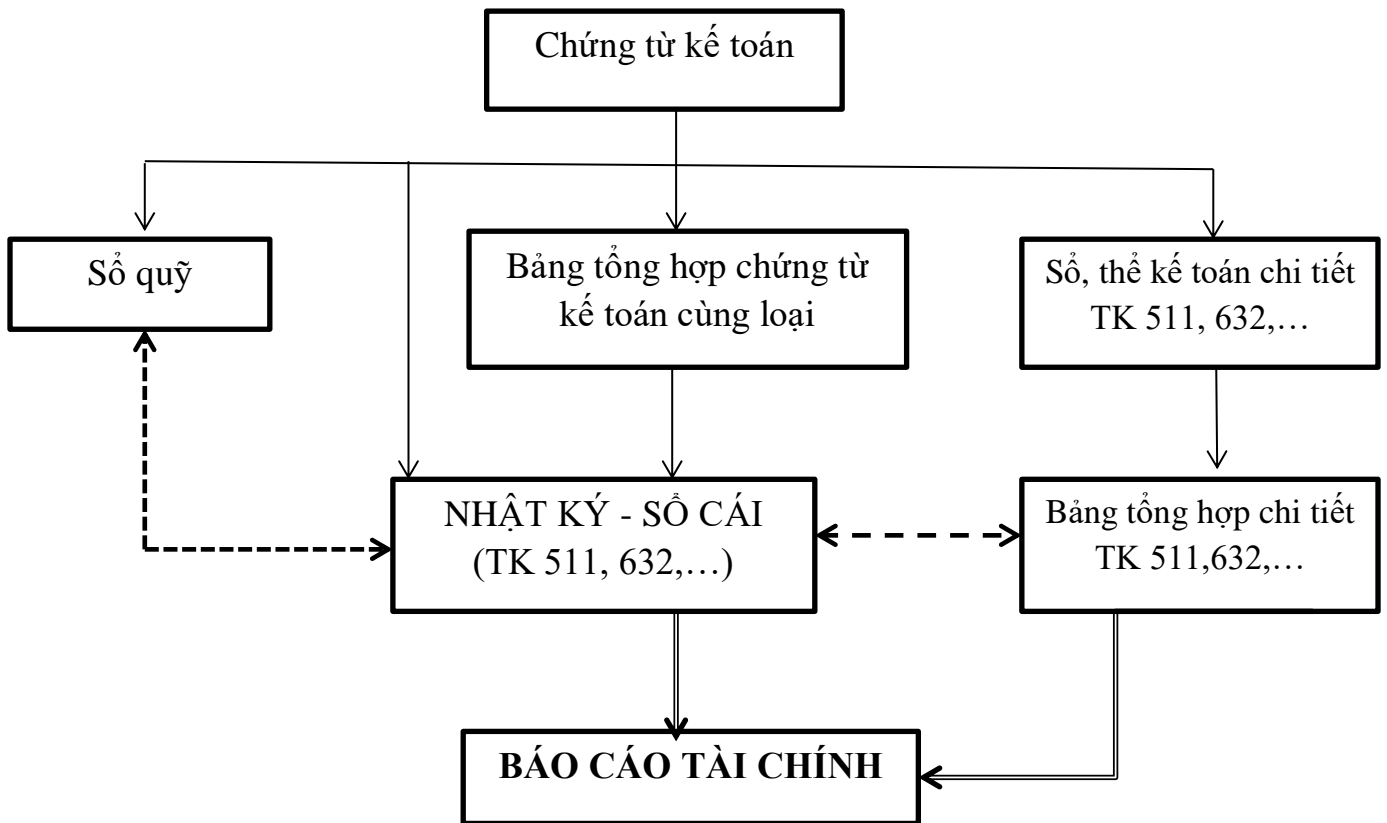 Chứng từ kế toán
Sổ quỹ
Bảng tổng hợp chứng từ
kế toán cùng loại
Sổ, thể kế toán chi tiết
TK 511, 632,…
NHẬT KÝ - SỔ CÁI
(TK 511, 632,…)
Bảng tổng hợp chi tiết
TK 511,632,…
BÁO CÁO TÀI CHÍNH